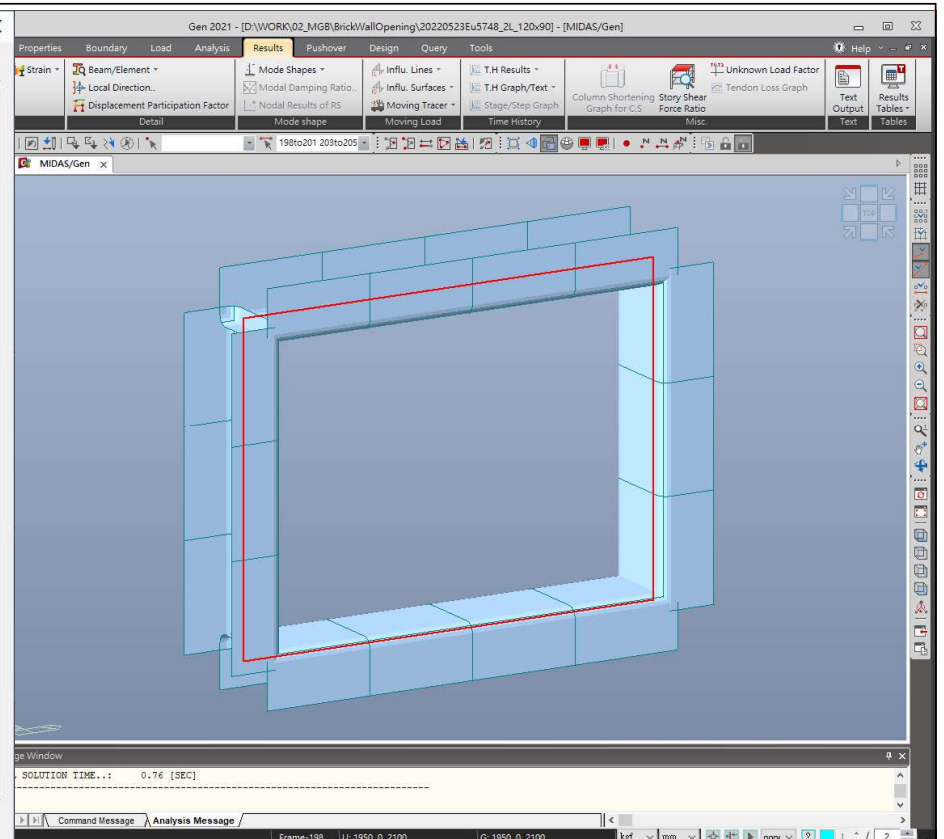 Gen 2021 - [D:\WORK\02_MGB\BrickWallOpening\20220523Eu5748_2L_120x90] - [MIDAS/Gen]
Properties Boundary Load Analysis Results Pushover Design Query Tools Help
Strain Beam/Element Mode Shapes Influ. Lines T.H Results Unknown Load Factor
Local Direction.. Modal Damping Ratio.. Influ. Surfaces T.H Graph/Text Column Shortening Graph for C.S Story Shear Force Ratio Tendon Loss Graph Text Output Results Tables
Displacement Participation Factor Nodal Results of RS Moving Tracer Stage/Step Graph
Detail Mode shape Moving Load Time History Misc. Text Tables
198to201 203to205
MIDAS/Gen
TOP
ge Window
SOLUTION TIME..: 0.76 [SEC]
Command Message Analysis Message
Frame-198 U: 1950, 0, 2100 G: 1950, 0, 2100 kgf mm non 1 / 2